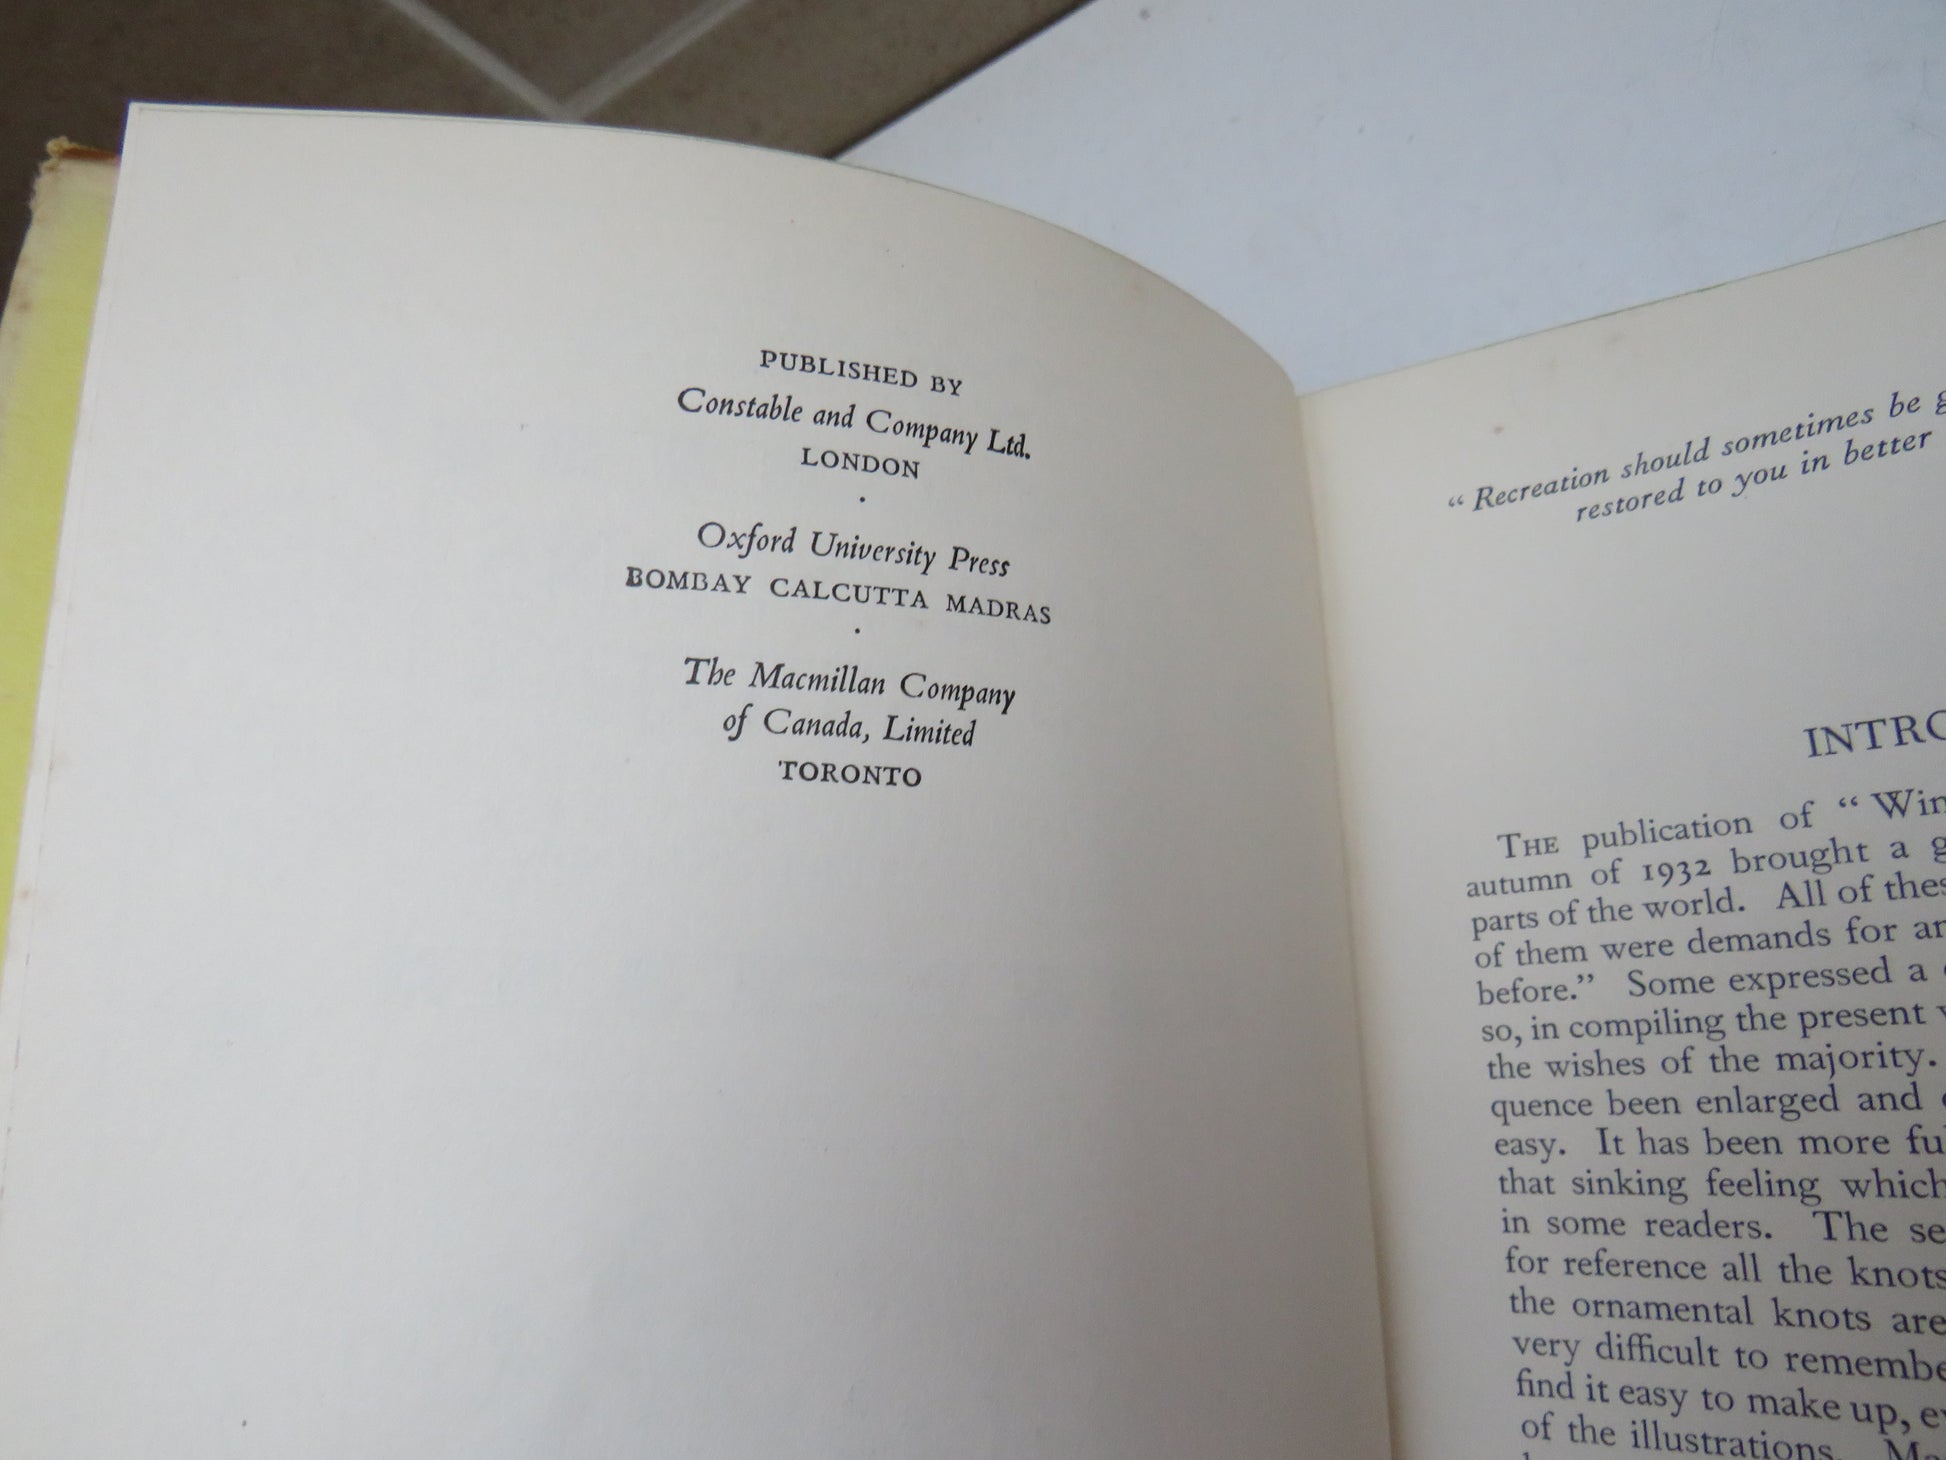 PUBLISHED BY
Constable and Company Ltd.
LONDON
·
Oxford University Press
BOMBAY CALCUTTA MADRAS
·
The Macmillan Company
of Canada, Limited
TORONTO
“ Recreation should sometimes be g
restored to you in better
INTRO
THE publication of “ Win
autumn of 1932 brought a g
parts of the world. All of thes
of them were demands for an
before.” Some expressed a
so, in compiling the present
the wishes of the majority.
quence been enlarged and
easy. It has been more fu
that sinking feeling which
in some readers. The se
for reference all the knots
the ornamental knots are
very difficult to remembe
find it easy to make up, ev
of the illustrations.